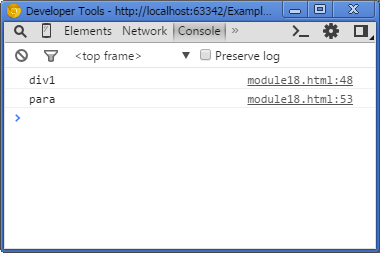 Developer Tools - http://localhost:63342/Exampl...
Elements Network Console »
<top frame> Preserve log
div1 module18.html:48
para module18.html:53